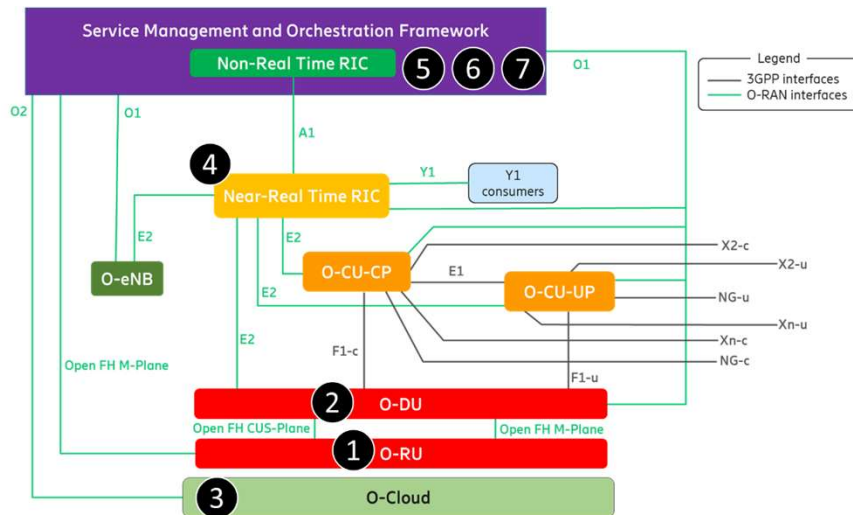 Service Management and Orchestration Framework
Non-Real Time RIC
5
6
7
O1
Legend
3GPP interfaces
O-RAN interfaces
O2
O1
A1
4
Near-Real Time RIC
Y1
Y1
consumers
E2
E2
E2
E2
O-eNB
O-CU-CP
E1
O-CU-UP
X2-c
X2-u
NG-u
Xn-u
Xn-c
NG-c
Open FH M-Plane
E2
F1-c
F1-u
2
O-DU
Open FH CUS-Plane
Open FH M-Plane
1
O-RU
3
O-Cloud